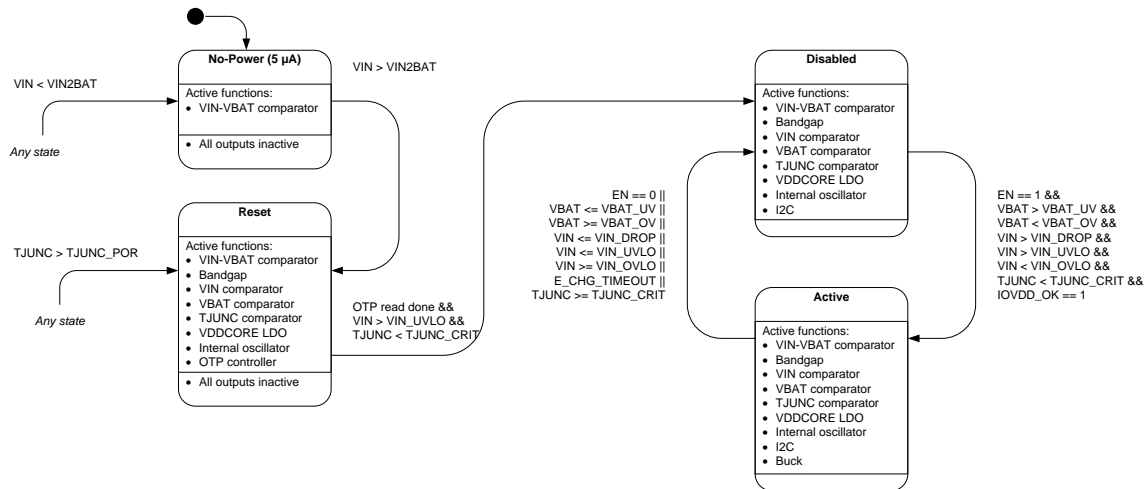 No-Power (5 µA)
Active functions:
• VIN-VBAT comparator
• All outputs inactive
VIN < VIN2BAT
Any state
VIN > VIN2BAT
Reset
Active functions:
• VIN-VBAT comparator
• Bandgap
• VIN comparator
• VBAT comparator
• TJUNC comparator
• VDDCORE LDO
• Internal oscillator
• OTP controller
• All outputs inactive
TJUNC > TJUNC_POR
Any state
OTP read done &&
VIN > VIN_UVLO &&
TJUNC < TJUNC_CRIT
Disabled
Active functions:
• VIN-VBAT comparator
• Bandgap
• VIN comparator
• VBAT comparator
• TJUNC comparator
• VDDCORE LDO
• Internal oscillator
• I2C
EN == 0 ||
VBAT <= VBAT_UV ||
VBAT >= VBAT_OV ||
VIN <= VIN_DROP ||
VIN <= VIN_UVLO ||
VIN >= VIN_OVLO ||
E_CHG_TIMEOUT ||
TJUNC >= TJUNC_CRIT
EN == 1 &&
VBAT > VBAT_UV &&
VBAT < VBAT_OV &&
VIN > VIN_DROP &&
VIN > VIN_UVLO &&
VIN < VIN_OVLO &&
TJUNC < TJUNC_CRIT &&
IOVDD_OK == 1
Active
Active functions:
• VIN-VBAT comparator
• Bandgap
• VIN comparator
• VBAT comparator
• TJUNC comparator
• VDDCORE LDO
• Internal oscillator
• I2C
• Buck